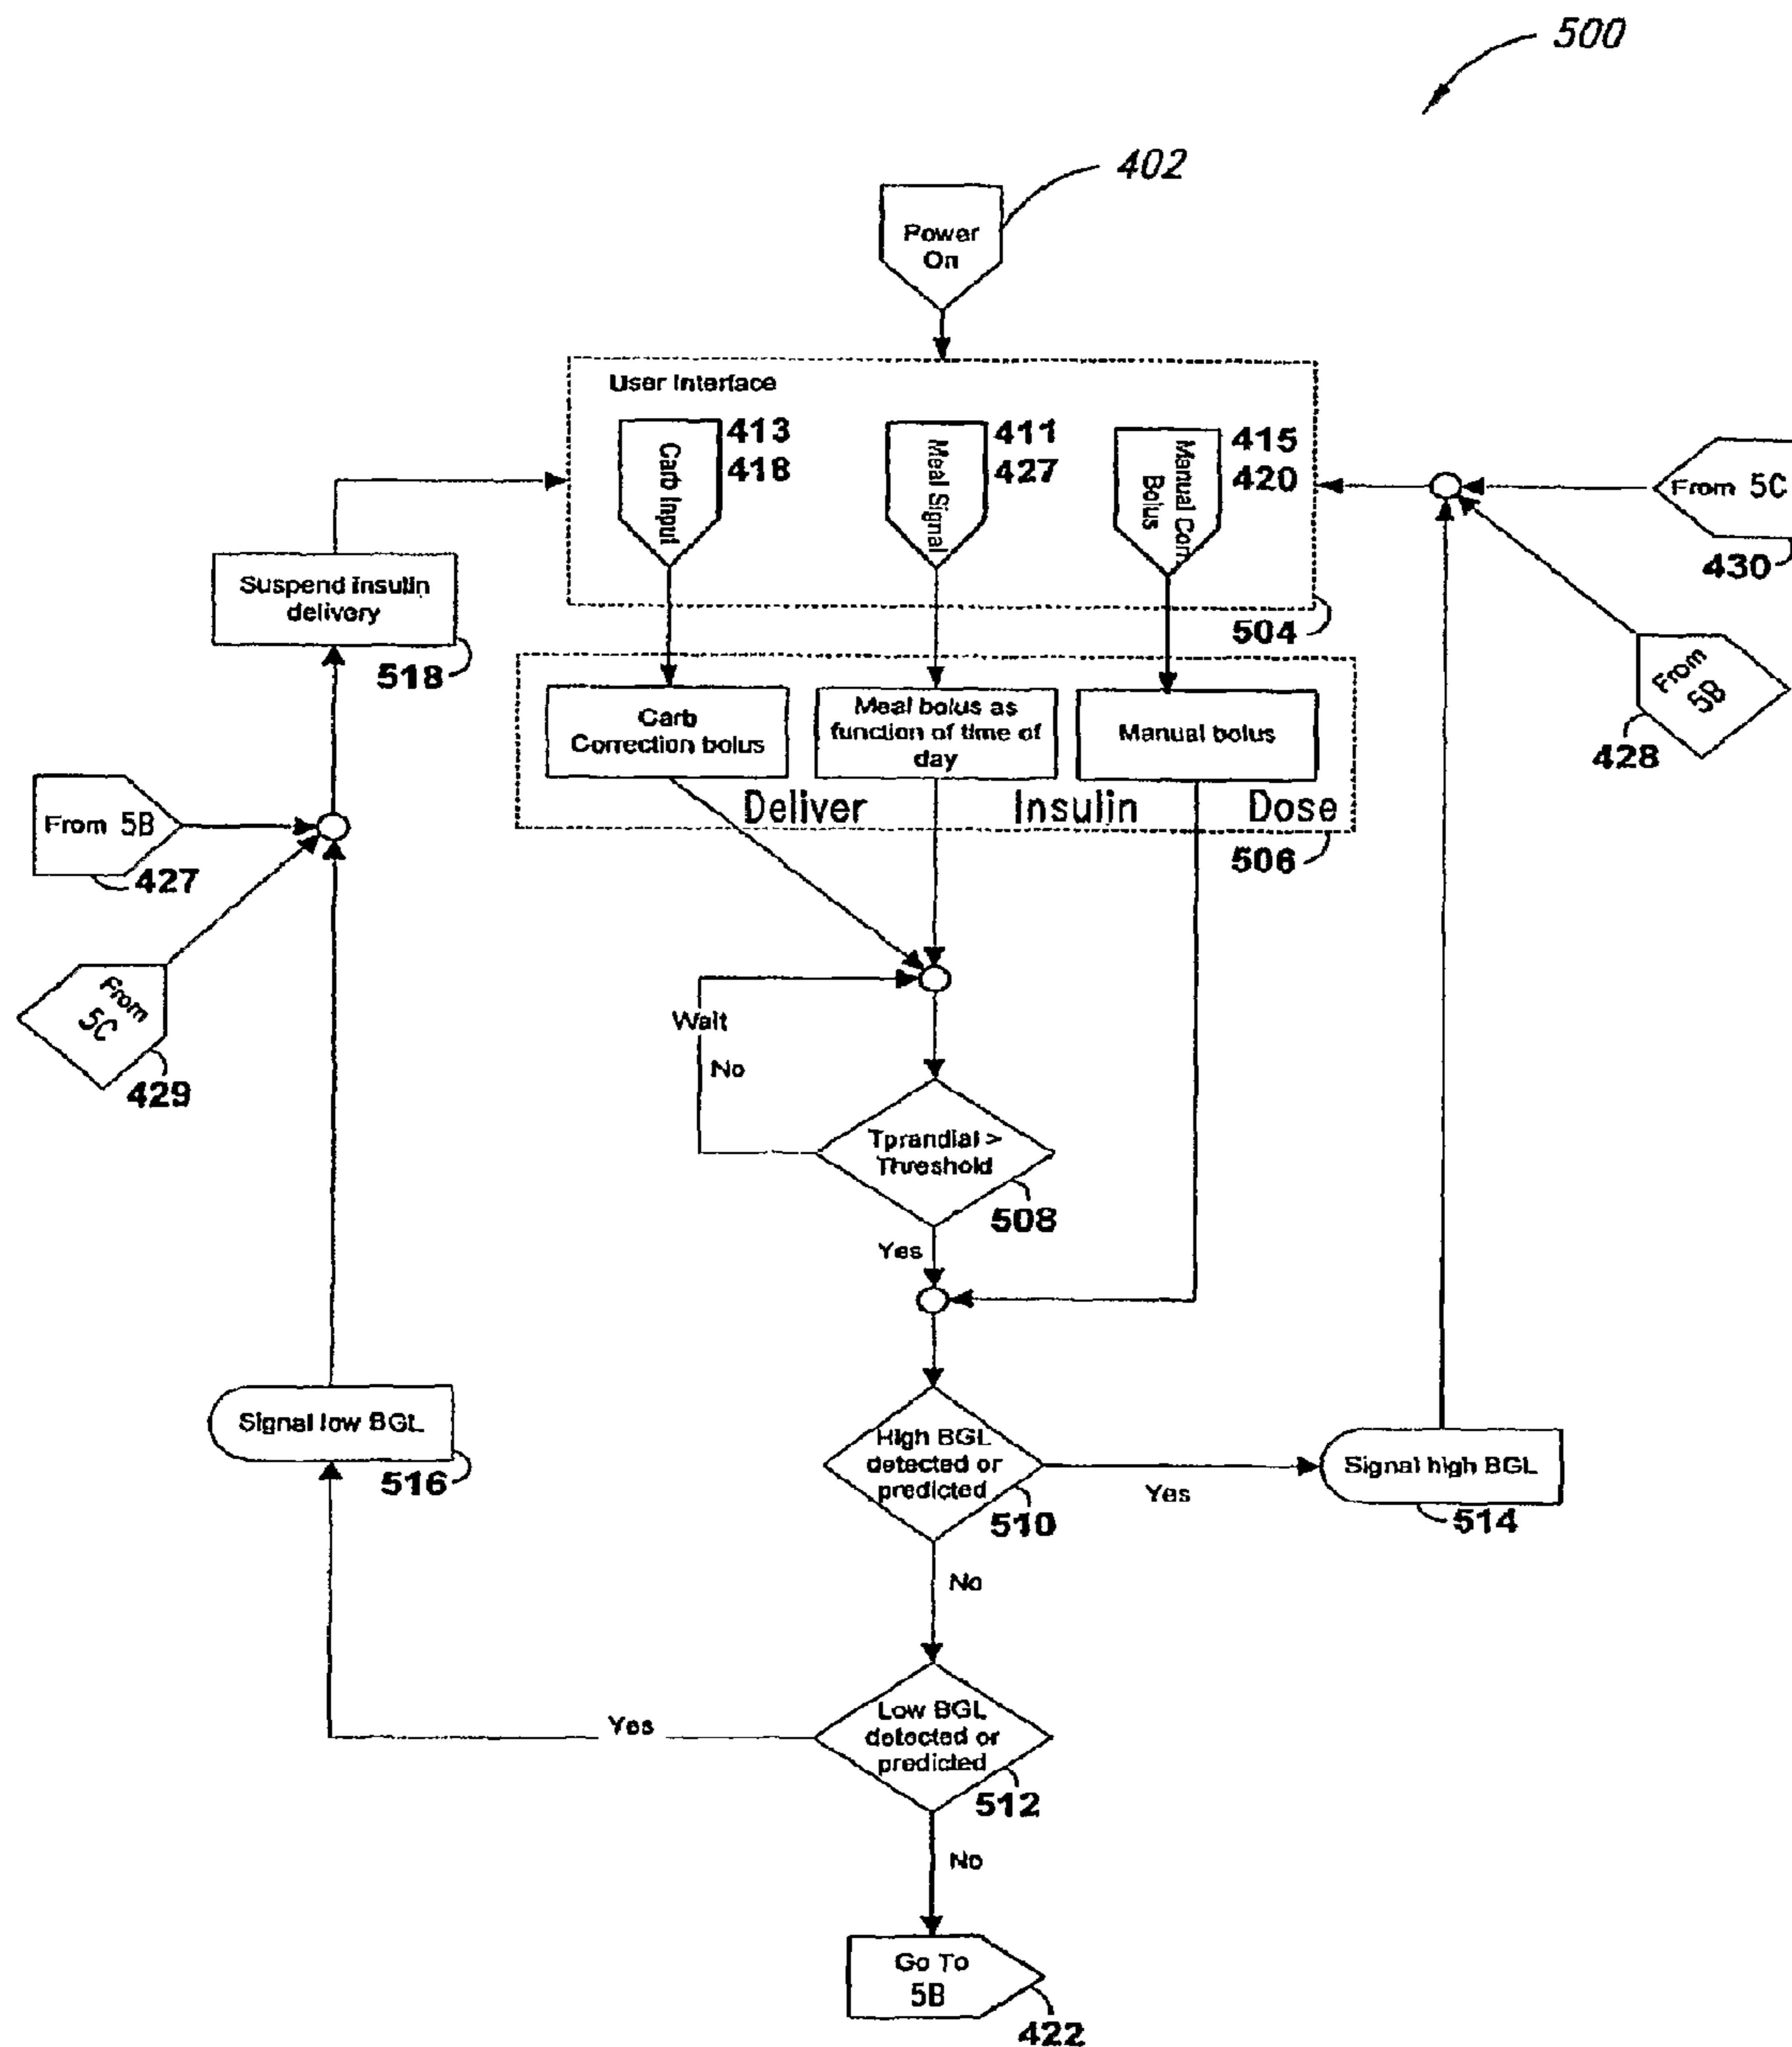 500
402
Power
On
User Interface
413
418
Carb Input
411
427
Meal Signal
415
420
Manual Corr
Bolus
From 5C
430
504
Suspend Insulin
delivery
518
From
5B
428
Carb
Correction bolus
Meal bolus as
function of time of
day
Manual bolus
Deliver Insulin Dose
506
From 5B
427
From
5C
429
Wait
No
Tprandial >
Threshold
508
Yes
Signal low BGL
516
High BGL
detected or
predicted
510
Yes
Signal high BGL
514
No
Low BGL
detected or
predicted
512
Yes
No
Go To
5B
422